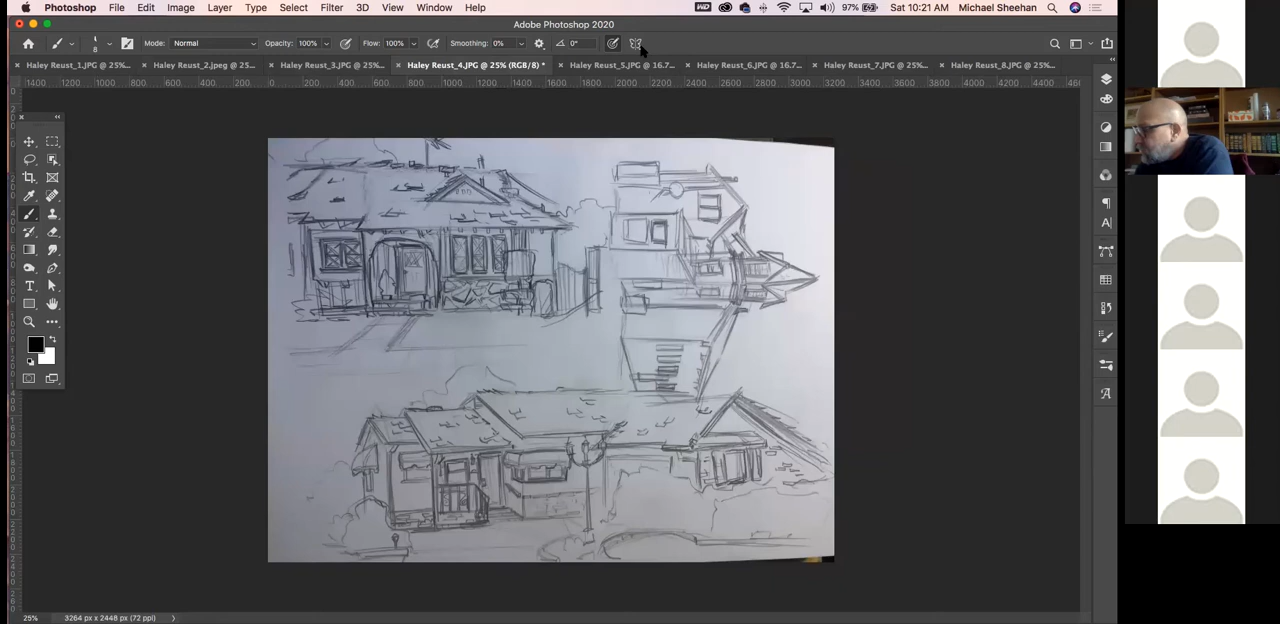 Photoshop File Edit Image Layer Type Select Filter 3D View Window Help 97% Sat 10:21 AM Michael Sheehan
Adobe Photoshop 2020
8 Mode: Normal Opacity: 100% Flow: 100% Smoothing: 0% 0°
Haley Reust_1.JPG @ 25%... Haley Reust_2.jpeg @ 25... Haley Reust_3.JPG @ 25%... Haley Reust_4.JPG @ 25% (RGB/8) * Haley Reust_5.JPG @ 16.7... Haley Reust_6.JPG @ 16.7... Haley Reust_7.JPG @ 25%... Haley Reust_8.JPG @ 25%...
1400 1200 1000 800 600 400 200 0 200 400 600 800 1000 1200 1400 1600 1800 2000 2200 2400 2600 2800 3000 3200 3400 3600 3800 4000 4200 4400
25% 3264 px x 2448 px (72 ppi)